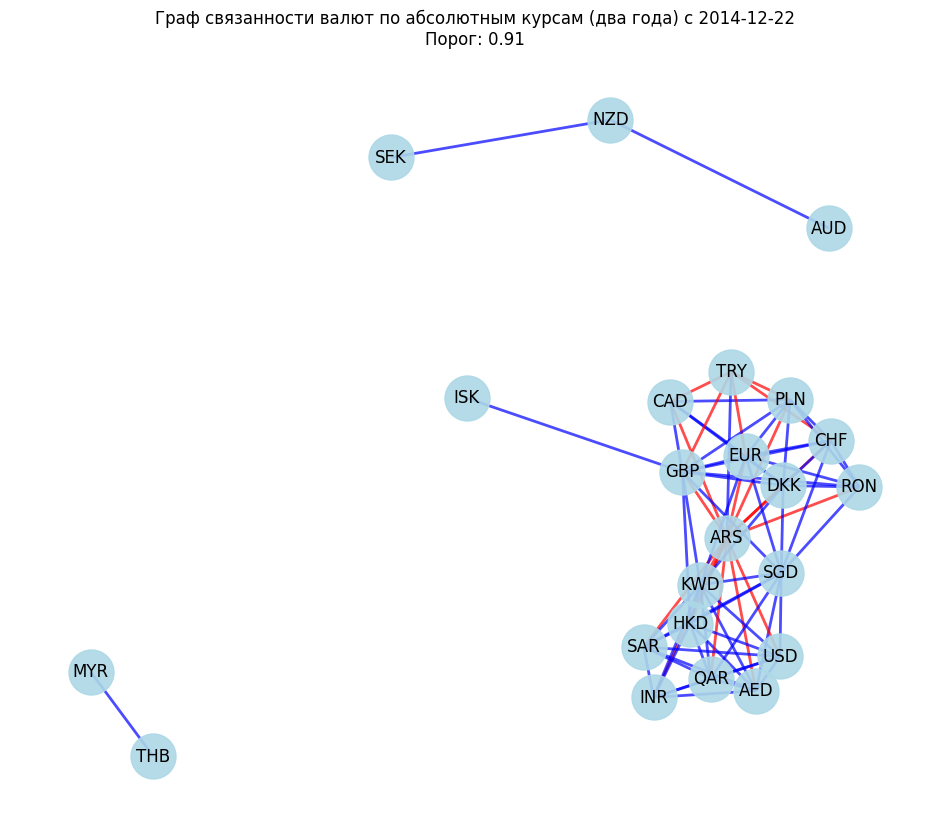 Граф связанности валют по абсолютным курсам (два года) с 2014-12-22
Порог: 0.91
NZD
SEK
AUD
TRY
ISK
CAD
PLN
CHF
EUR
GBP
DKK
RON
ARS
SGD
KWD
HKD
SAR
USD
MYR
QAR
AED
INR
THB